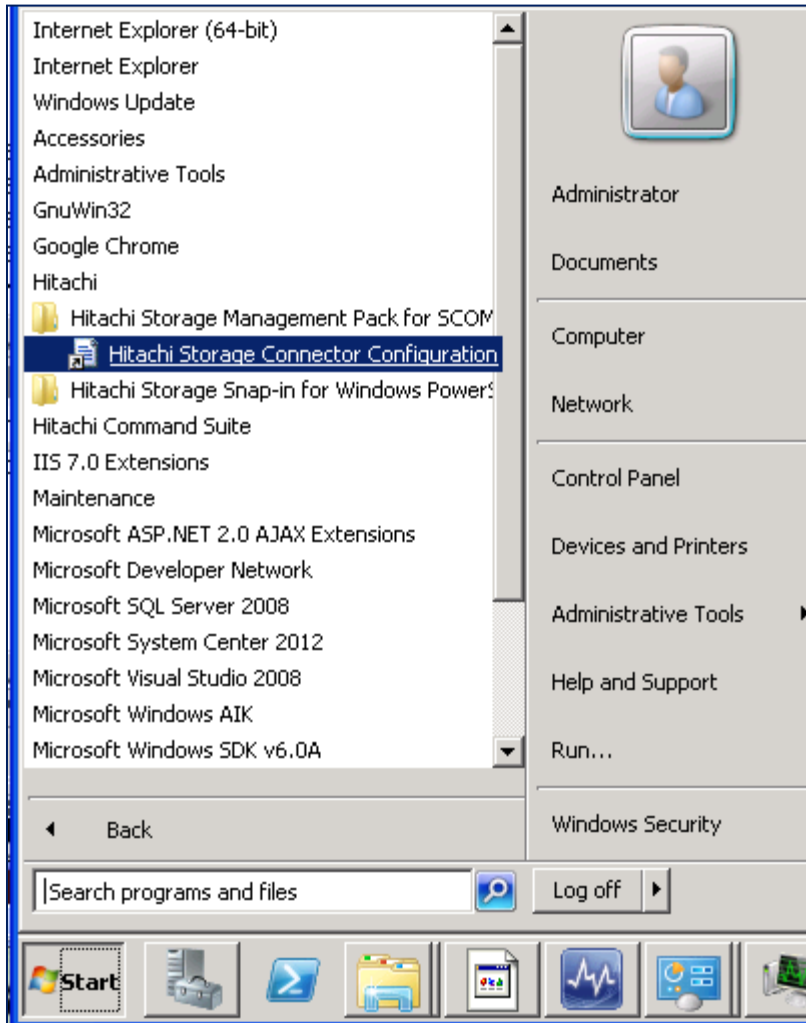 Internet Explorer (64-bit)
Internet Explorer
Windows Update
Accessories
Administrative Tools
GnuWin32
Google Chrome
Hitachi
Hitachi Storage Management Pack for SCOM
Hitachi Storage Connector Configuration
Hitachi Storage Snap-in for Windows PowerS
Hitachi Command Suite
IIS 7.0 Extensions
Maintenance
Microsoft ASP.NET 2.0 AJAX Extensions
Microsoft Developer Network
Microsoft SQL Server 2008
Microsoft System Center 2012
Microsoft Visual Studio 2008
Microsoft Windows AIK
Microsoft Windows SDK v6.0A
Back
Search programs and files
Administrator
Documents
Computer
Network
Control Panel
Devices and Printers
Administrative Tools
Help and Support
Run...
Windows Security
Log off
Start